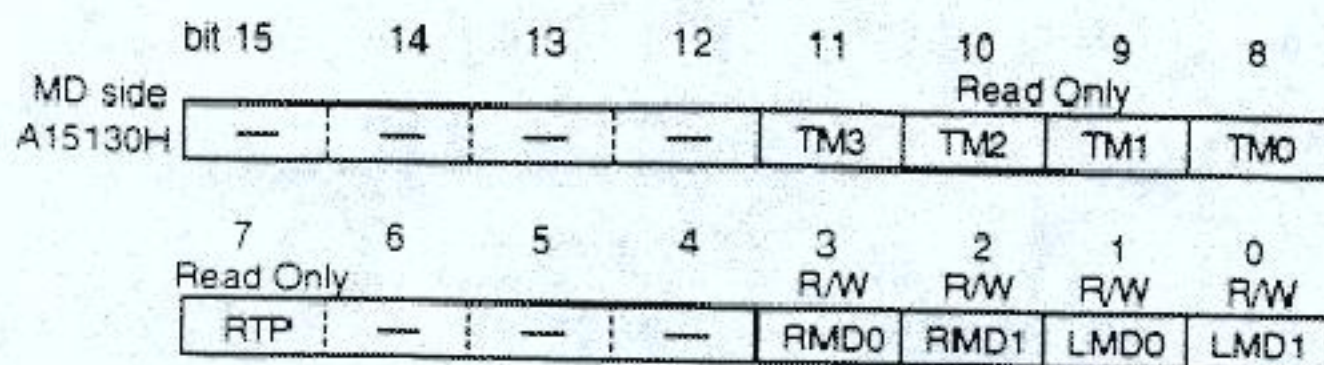 bit 15 14 13 12 11 10 9 8
MD side Read Only
A15130H — — — — TM3 TM2 TM1 TM0
7 6 5 4 3 2 1 0
Read Only R/W R/W R/W R/W
RTP — — — RMD0 RMD1 LMD0 LMD1